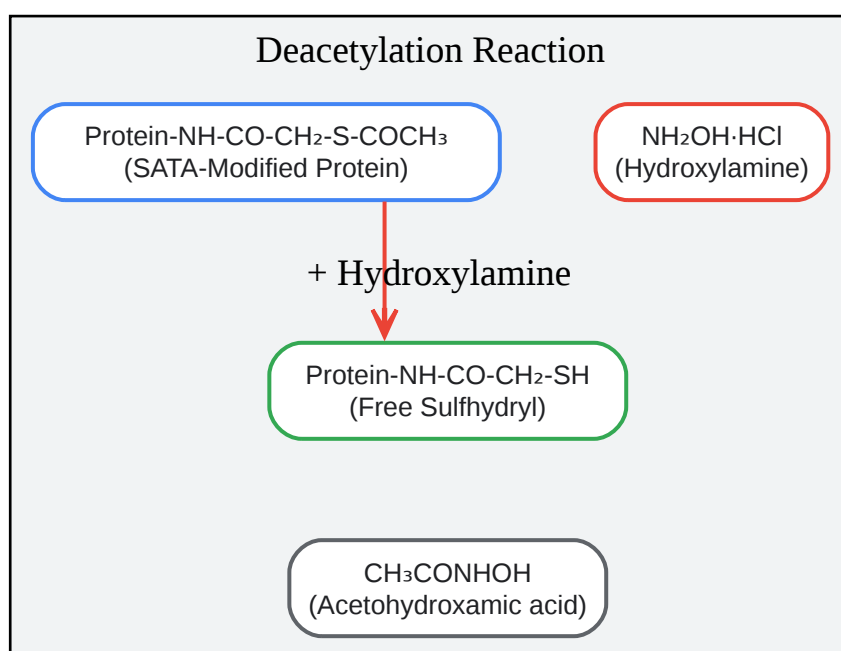 Deacetylation Reaction
Protein-NH-CO-CH₂-S-COCH₃
(SATA-Modified Protein)
NH₂OH·HCl
(Hydroxylamine)
+ Hydroxylamine
Protein-NH-CO-CH₂-SH
(Free Sulfhydryl)
CH₃CONHOH
(Acetohydroxamic acid)